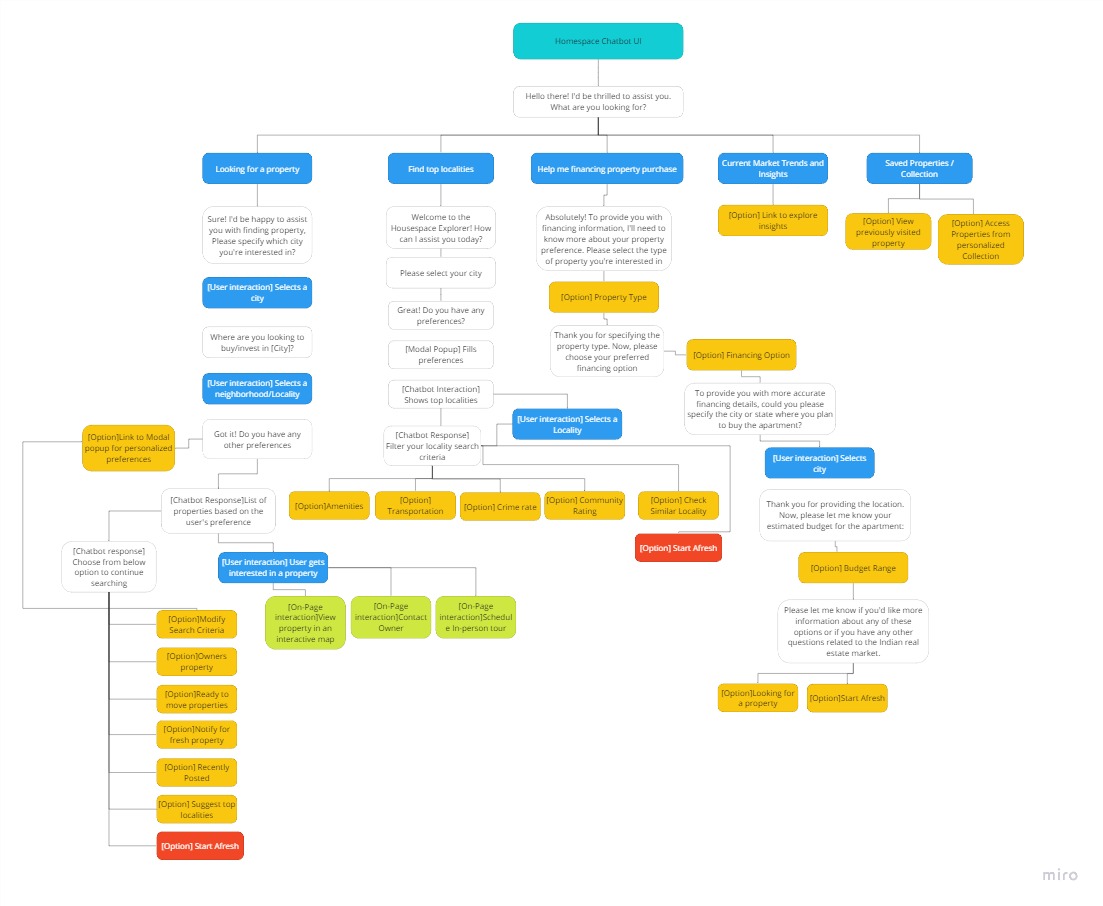 Homespace Chatbot UI
Hello there! I'd be thrilled to assist you.
What are you looking for?
Looking for a property
Sure! I'd be happy to assist
you with finding property,
Please specify which city
you're interested in?
[User interaction] Selects a
city
Where are you looking to
buy/invest in [City]?
[User interaction] Selects a
neighborhood/Locality
Got it! Do you have any
other preferences
[Option]Link to Modal
popup for personalized
preferences
[Chatbot Response]List of
properties based on the
user's preference
[Chatbot response]
Choose from below
option to continue
searching
[User interaction] User gets
interested in a property
[On-Page
interaction]View
property in an
interactive map
[On-Page
interaction]Contact
Owner
[On-Page
interaction]Schedul
e In-person tour
[Option]Modify
Search Criteria
[Option]Owners
property
[Option]Ready to
move properties
[Option]Notify for
fresh property
[Option] Recently
Posted
[Option] Suggest top
localities
[Option] Start Afresh
Find top localities
Welcome to the
Housespace Explorer! How
can I assist you today?
Please select your city
Great! Do you have any
preferences?
[Modal Popup] Fills
preferences
[Chatbot Interaction]
Shows top localities
[User interaction] Selects a
Locality
[Chatbot Response]
Filter your locality search
criteria
[Option]Amenities
[Option]
Transportation
[Option] Crime rate
[Option] Community
Rating
[Option] Check
Similar Locality
[Option] Start Afresh
Help me financing property purchase
Absolutely! To provide you with
financing information, I'll need to
know more about your property
preference. Please select the type
of property you're interested in
[Option] Property Type
Thank you for specifying the
property type. Now, please
choose your preferred
financing option
[Option] Financing Option
To provide you with more accurate
financing details, could you please
specify the city or state where you plan
to buy the apartment?
[User interaction] Selects
city
Thank you for providing the location.
Now, please let me know your
estimated budget for the apartment:
[Option] Budget Range
Please let me know if you'd like more
information about any of these
options or if you have any other
questions related to the Indian real
estate market.
[Option]Looking for
a property
[Option]Start Afresh
Current Market Trends and
Insights
[Option] Link to explore
insights
Saved Properties /
Collection
[Option] View
previously visited
property
[Option] Access
Properties from
personalized
Collection
miro